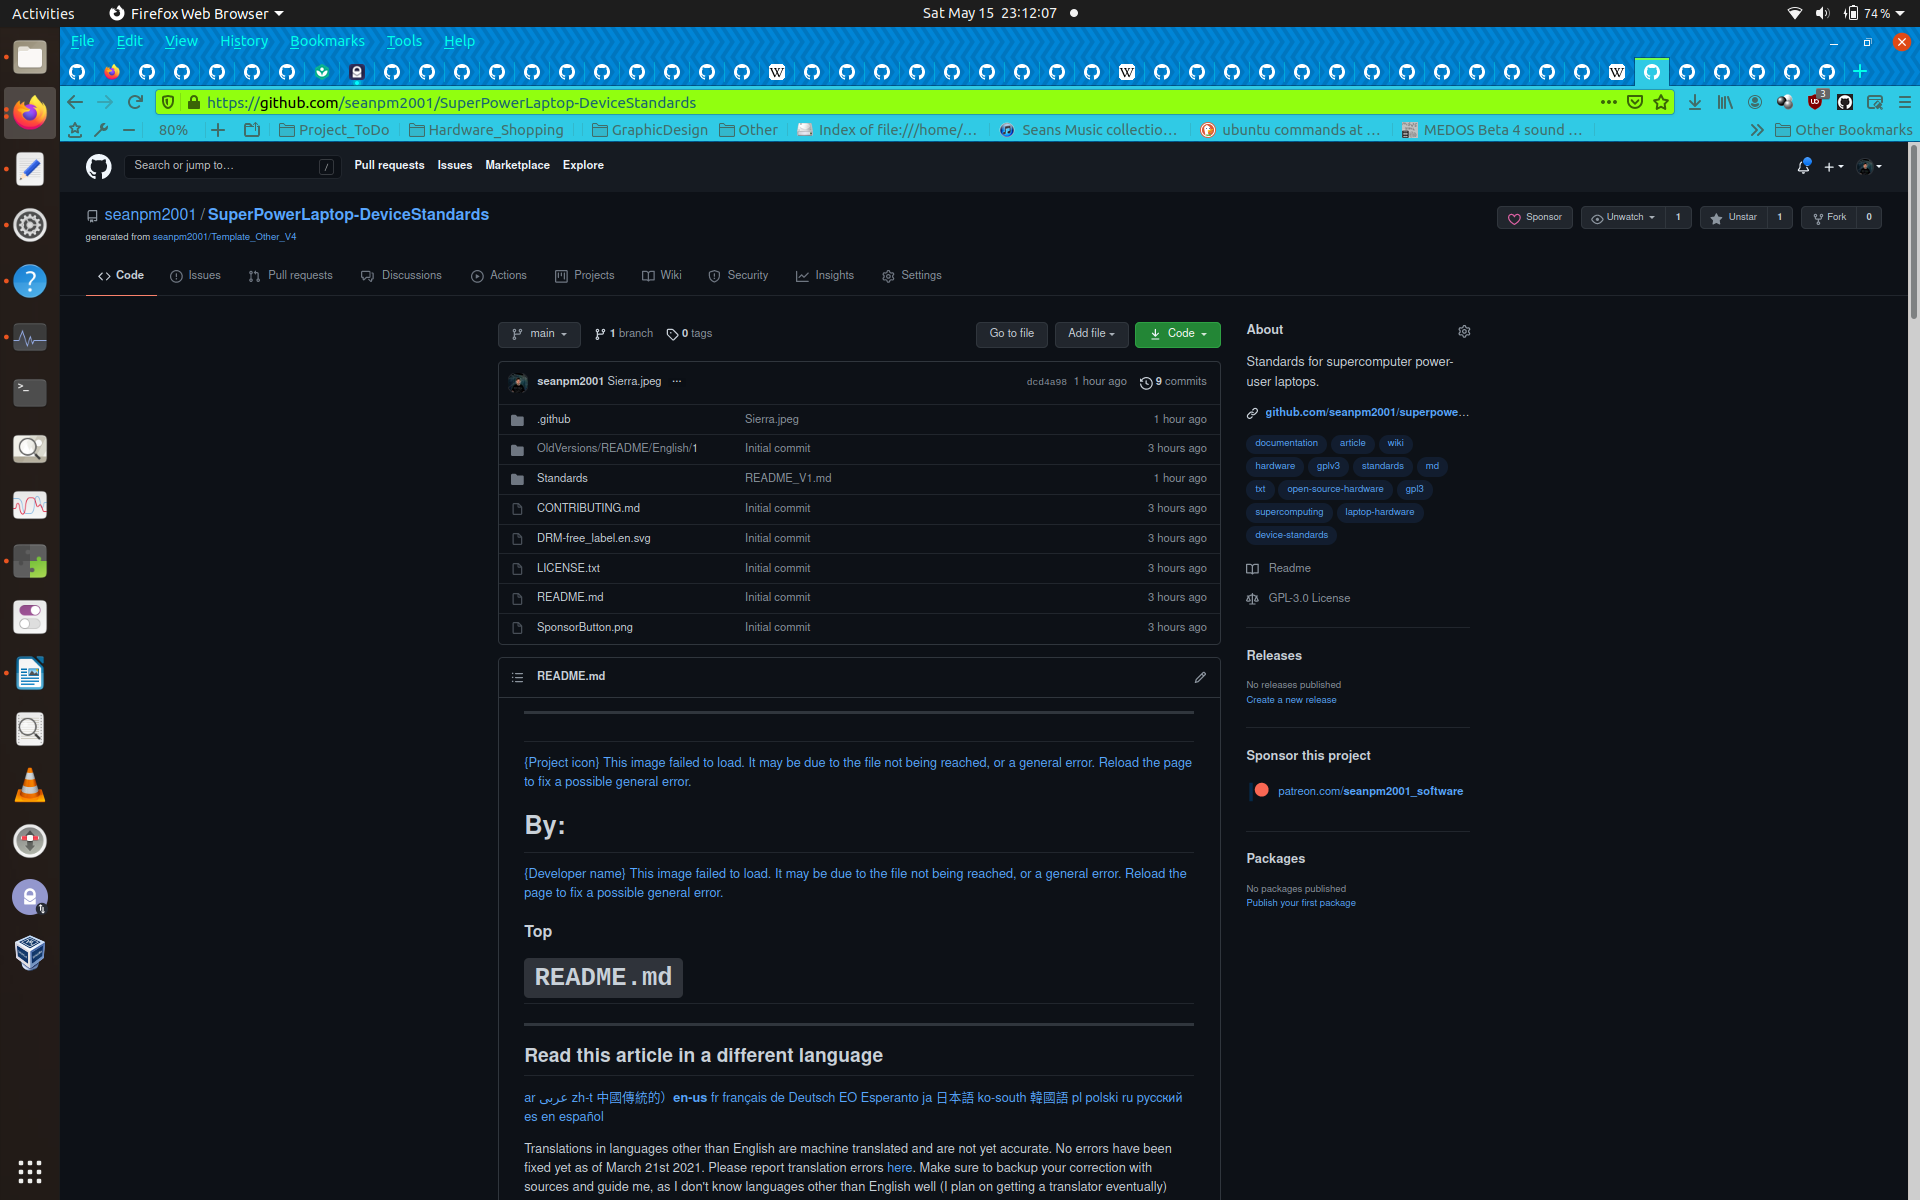 Activities Firefox Web Browser Sat May 15 23:12:07 74%
File Edit View History Bookmarks Tools Help
https://github.com/seanpm2001/SuperPowerLaptop-DeviceStandards 3
80% Project_ToDo Hardware_Shopping GraphicDesign Other Index of file:///home/... Seans Music collectio... ubuntu commands at ... MEDOS Beta 4 sound ... Other Bookmarks
Search or jump to... / Pull requests Issues Marketplace Explore
seanpm2001 / SuperPowerLaptop-DeviceStandards Sponsor Unwatch 1 Unstar 1 Fork 0
generated from seanpm2001/Template_Other_V4
Code Issues Pull requests Discussions Actions Projects Wiki Security Insights Settings
main 1 branch 0 tags Go to file Add file Code
seanpm2001 Sierra.jpeg ... dcd4a98 1 hour ago 9 commits
.github Sierra.jpeg 1 hour ago
OldVersions/README/English/1 Initial commit 3 hours ago
Standards README_V1.md 1 hour ago
CONTRIBUTING.md Initial commit 3 hours ago
DRM-free_label.en.svg Initial commit 3 hours ago
LICENSE.txt Initial commit 3 hours ago
README.md Initial commit 3 hours ago
SponsorButton.png Initial commit 3 hours ago
README.md
{Project icon} This image failed to load. It may be due to the file not being reached, or a general error. Reload the page
to fix a possible general error.
By:
{Developer name} This image failed to load. It may be due to the file not being reached, or a general error. Reload the
page to fix a possible general error.
Top
README.md
Read this article in a different language
ar عربى zh-t 中國傳統的）en-us fr français de Deutsch EO Esperanto ja 日本語 ko-south 韓國語 pl polski ru русский
es en español
Translations in languages other than English are machine translated and are not yet accurate. No errors have been
fixed yet as of March 21st 2021. Please report translation errors here. Make sure to backup your correction with
sources and guide me, as I don't know languages other than English well (I plan on getting a translator eventually)
About
Standards for supercomputer power-
user laptops.
github.com/seanpm2001/superpowe...
documentation article wiki
hardware gplv3 standards md
txt open-source-hardware gpl3
supercomputing laptop-hardware
device-standards
Readme
GPL-3.0 License
Releases
No releases published
Create a new release
Sponsor this project
patreon.com/seanpm2001_software
Packages
No packages published
Publish your first package